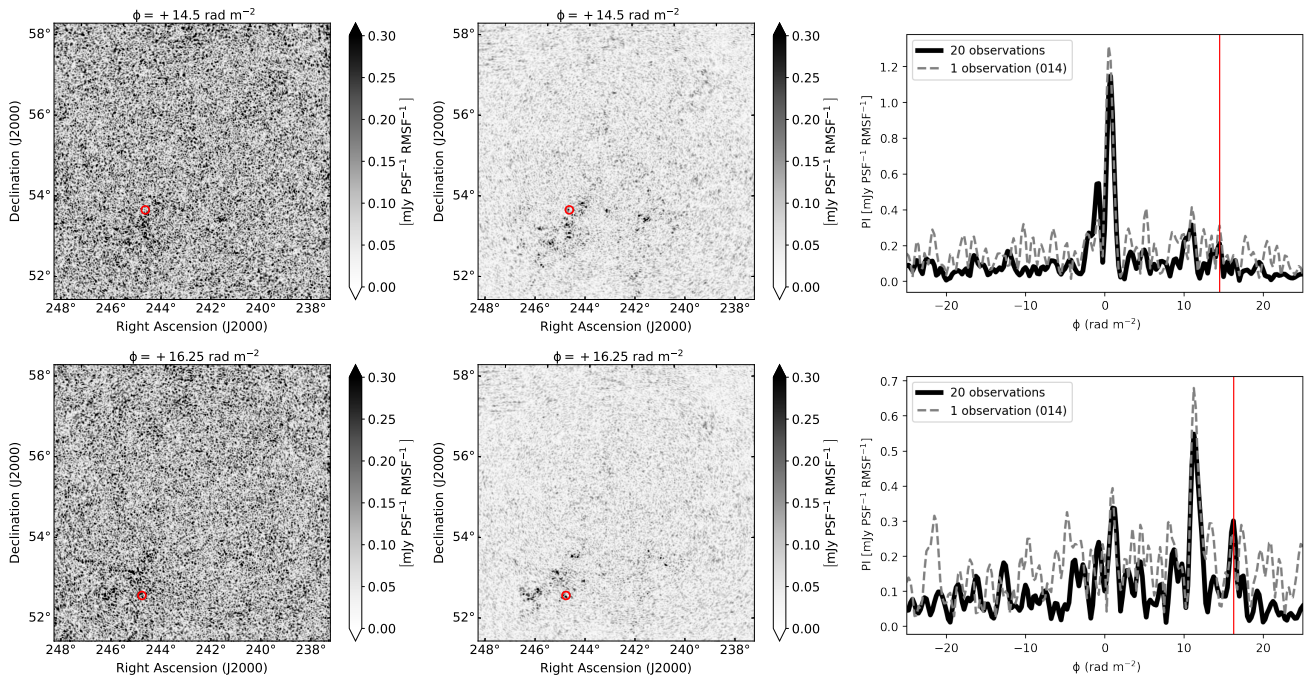 ϕ = +14.5 rad m⁻²
58°
56°
54°
52°
248° 246° 244° 242° 240° 238°
Right Ascension (J2000)
Declination (J2000)
0.30
0.25
0.20
0.15
0.10
0.05
0.00
[mJy PSF⁻¹ RMSF⁻¹ ]
ϕ = +14.5 rad m⁻²
58°
56°
54°
52°
248° 246° 244° 242° 240° 238°
Right Ascension (J2000)
Declination (J2000)
0.30
0.25
0.20
0.15
0.10
0.05
0.00
[mJy PSF⁻¹ RMSF⁻¹ ]
20 observations
1 observation (014)
1.2
1.0
0.8
0.6
0.4
0.2
0.0
PI [mJy PSF⁻¹ RMSF⁻¹]
−20 −10 0 10 20
ϕ (rad m⁻²)
ϕ = +16.25 rad m⁻²
58°
56°
54°
52°
248° 246° 244° 242° 240° 238°
Right Ascension (J2000)
Declination (J2000)
0.30
0.25
0.20
0.15
0.10
0.05
0.00
[mJy PSF⁻¹ RMSF⁻¹ ]
ϕ = +16.25 rad m⁻²
58°
56°
54°
52°
248° 246° 244° 242° 240° 238°
Right Ascension (J2000)
Declination (J2000)
0.30
0.25
0.20
0.15
0.10
0.05
0.00
[mJy PSF⁻¹ RMSF⁻¹ ]
20 observations
1 observation (014)
0.7
0.6
0.5
0.4
0.3
0.2
0.1
0.0
PI [mJy PSF⁻¹ RMSF⁻¹]
−20 −10 0 10 20
ϕ (rad m⁻²)